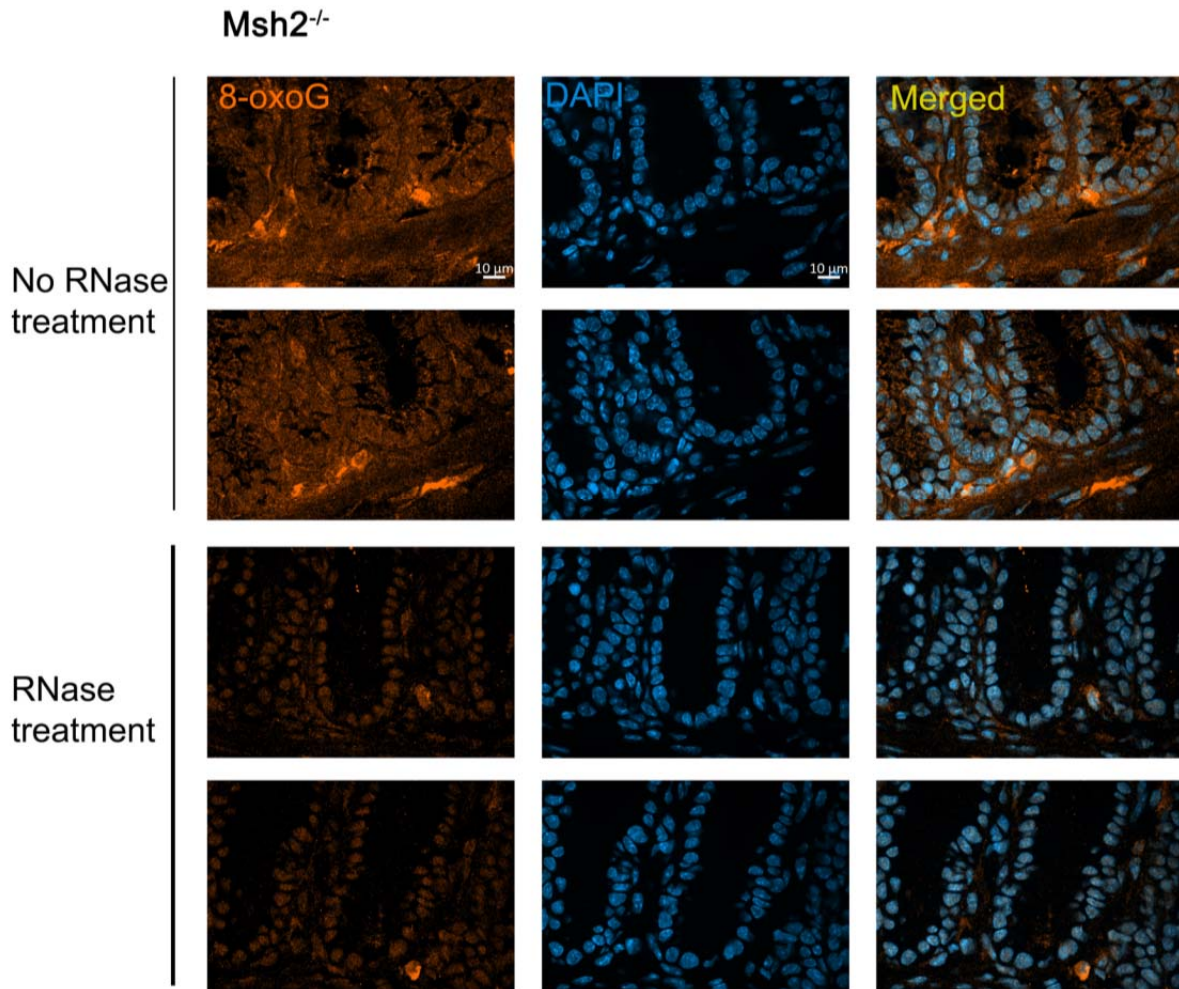 Msh2-/-
8-oxoG
DAPI
Merged
10 µm
10 µm
No RNase
treatment
RNase
treatment